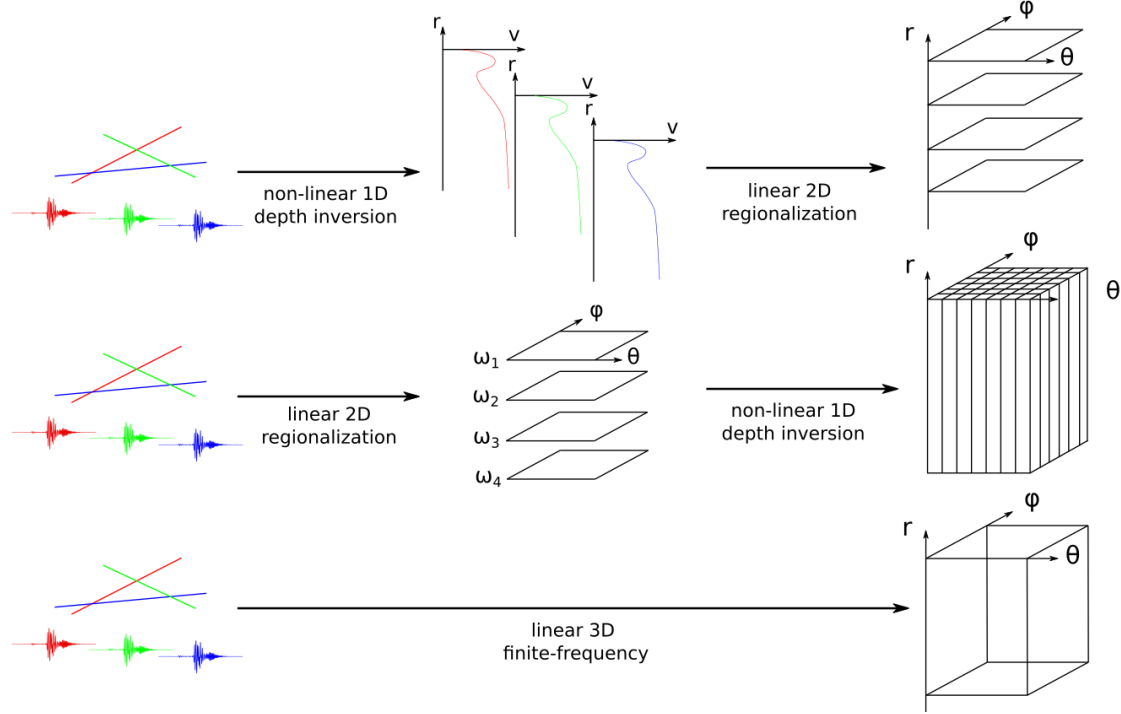 r
v
r
v
r
v
non-linear 1D
depth inversion
linear 2D
regionalization
r
φ
θ
linear 2D
regionalization
φ
ω1
θ
ω2
ω3
ω4
non-linear 1D
depth inversion
φ
r
θ
linear 3D
finite-frequency
φ
r
θ